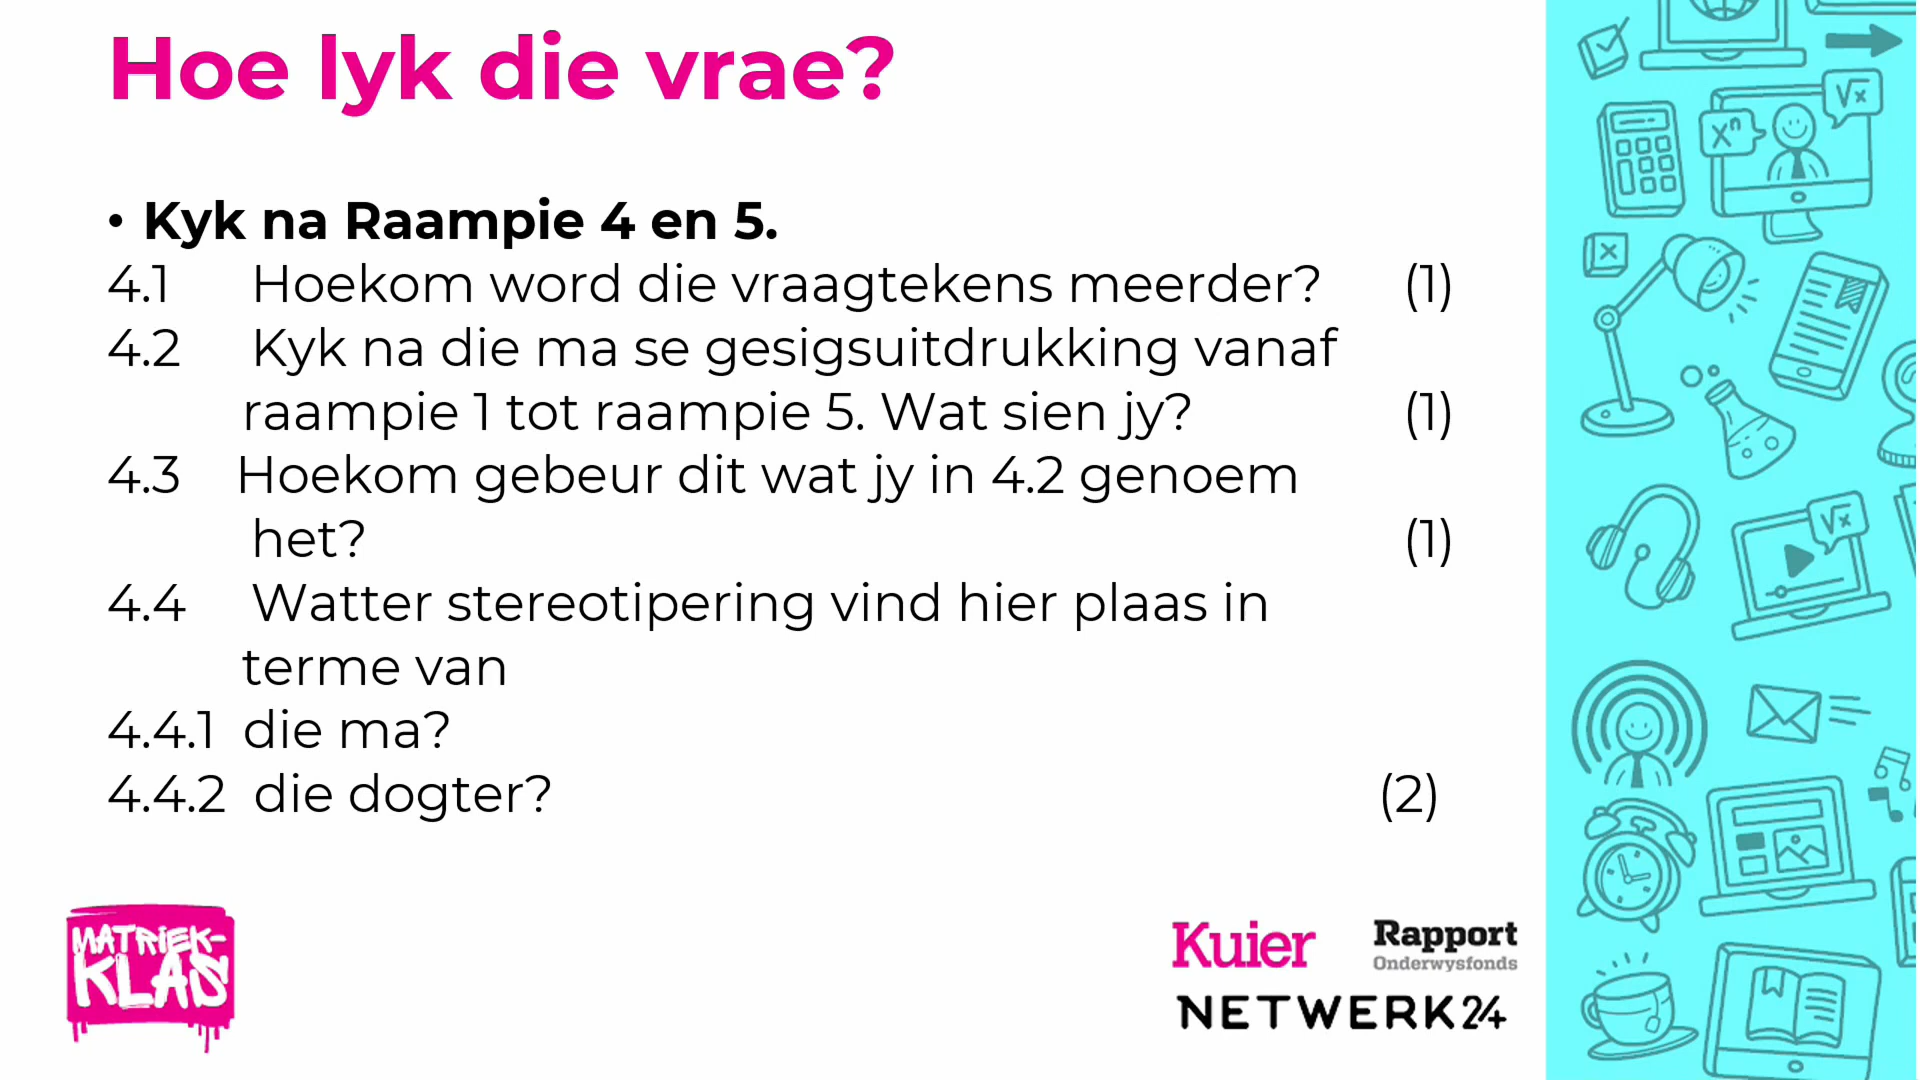 Hoe lyk die vrae?
• Kyk na Raampie 4 en 5.
4.1 Hoekom word die vraagtekens meerder? (1)
4.2 Kyk na die ma se gesigsuitdrukking vanaf
raampie 1 tot raampie 5. Wat sien jy? (1)
4.3 Hoekom gebeur dit wat jy in 4.2 genoem
het? (1)
4.4 Watter stereotipering vind hier plaas in
terme van
4.4.1 die ma?
4.4.2 die dogter? (2)
MATRIEK-
KLAS
Kuier
Rapport
Onderwysfonds
NETWERK24
√x
xⁿ
√x